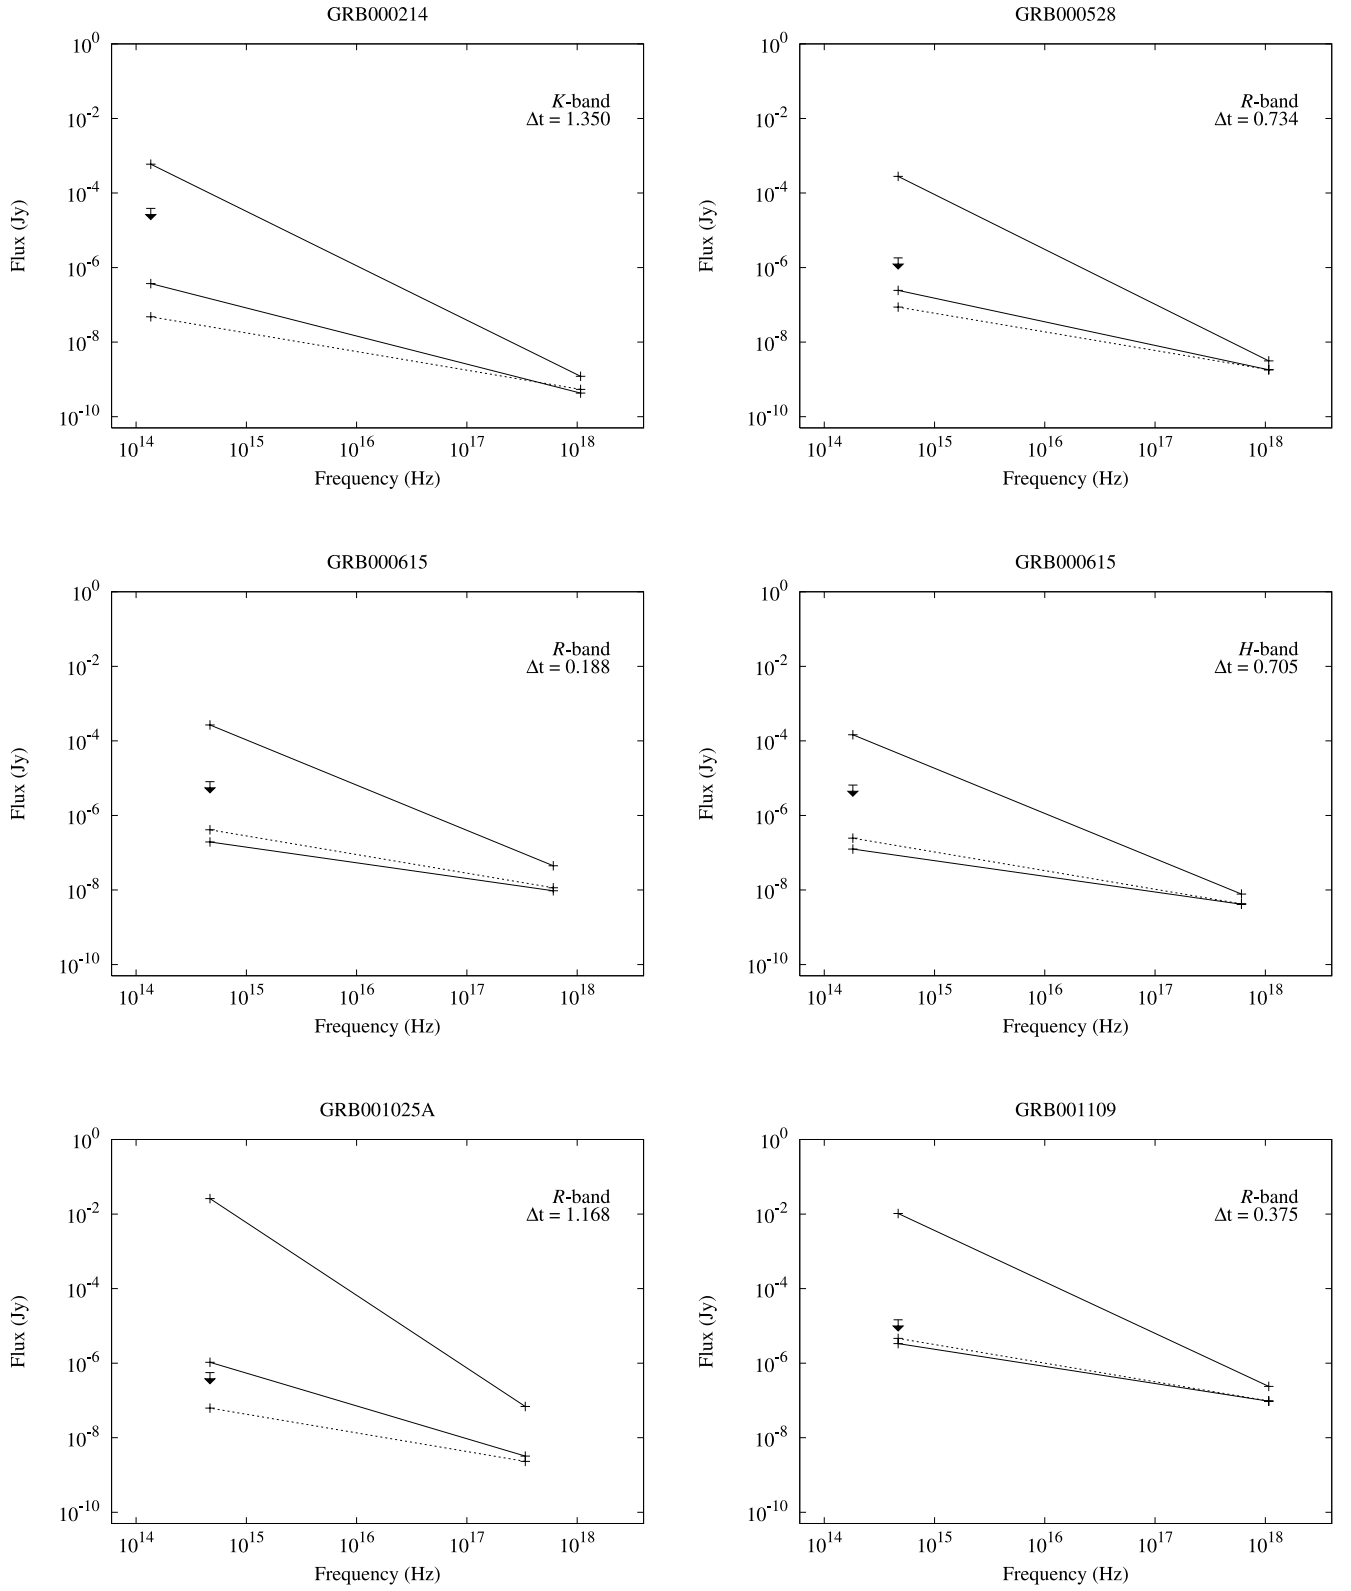 GRB000214
10^0
10^-2
10^-4
10^-6
10^-8
10^-10
Flux (Jy)
K-band
Δt = 1.350
10^14 10^15 10^16 10^17 10^18
Frequency (Hz)
GRB000528
10^0
10^-2
10^-4
10^-6
10^-8
10^-10
Flux (Jy)
R-band
Δt = 0.734
10^14 10^15 10^16 10^17 10^18
Frequency (Hz)
GRB000615
10^0
10^-2
10^-4
10^-6
10^-8
10^-10
Flux (Jy)
R-band
Δt = 0.188
10^14 10^15 10^16 10^17 10^18
Frequency (Hz)
GRB000615
10^0
10^-2
10^-4
10^-6
10^-8
10^-10
Flux (Jy)
H-band
Δt = 0.705
10^14 10^15 10^16 10^17 10^18
Frequency (Hz)
GRB001025A
10^0
10^-2
10^-4
10^-6
10^-8
10^-10
Flux (Jy)
R-band
Δt = 1.168
10^14 10^15 10^16 10^17 10^18
Frequency (Hz)
GRB001109
10^0
10^-2
10^-4
10^-6
10^-8
10^-10
Flux (Jy)
R-band
Δt = 0.375
10^14 10^15 10^16 10^17 10^18
Frequency (Hz)